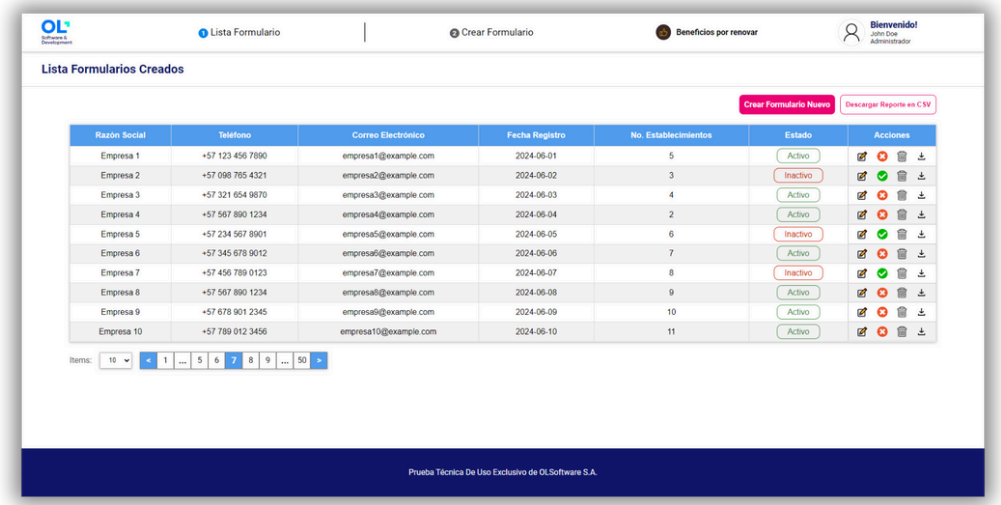 OL
Software &
Development
1 Lista Formulario
2 Crear Formulario
Beneficios por renovar
Bienvenido!
John Doe
Administrador
Lista Formularios Creados
Crear Formulario Nuevo
Descargar Reporte en CSV
Razón Social Teléfono Correo Electrónico Fecha Registro No. Establecimientos Estado Acciones
Empresa 1 +57 123 456 7890 empresa1@example.com 2024-06-01 5 Activo
Empresa 2 +57 098 765 4321 empresa2@example.com 2024-06-02 3 Inactivo
Empresa 3 +57 321 654 9870 empresa3@example.com 2024-06-03 4 Activo
Empresa 4 +57 567 890 1234 empresa4@example.com 2024-06-04 2 Activo
Empresa 5 +57 234 567 8901 empresa5@example.com 2024-06-05 6 Inactivo
Empresa 6 +57 345 678 9012 empresa6@example.com 2024-06-06 7 Activo
Empresa 7 +57 456 789 0123 empresa7@example.com 2024-06-07 8 Inactivo
Empresa 8 +57 567 890 1234 empresa8@example.com 2024-06-08 9 Activo
Empresa 9 +57 678 901 2345 empresa9@example.com 2024-06-09 10 Activo
Empresa 10 +57 789 012 3456 empresa10@example.com 2024-06-10 11 Activo
Items: 10 < 1 ... 5 6 7 8 9 ... 50 >
Prueba Técnica De Uso Exclusivo de OLSoftware S.A.